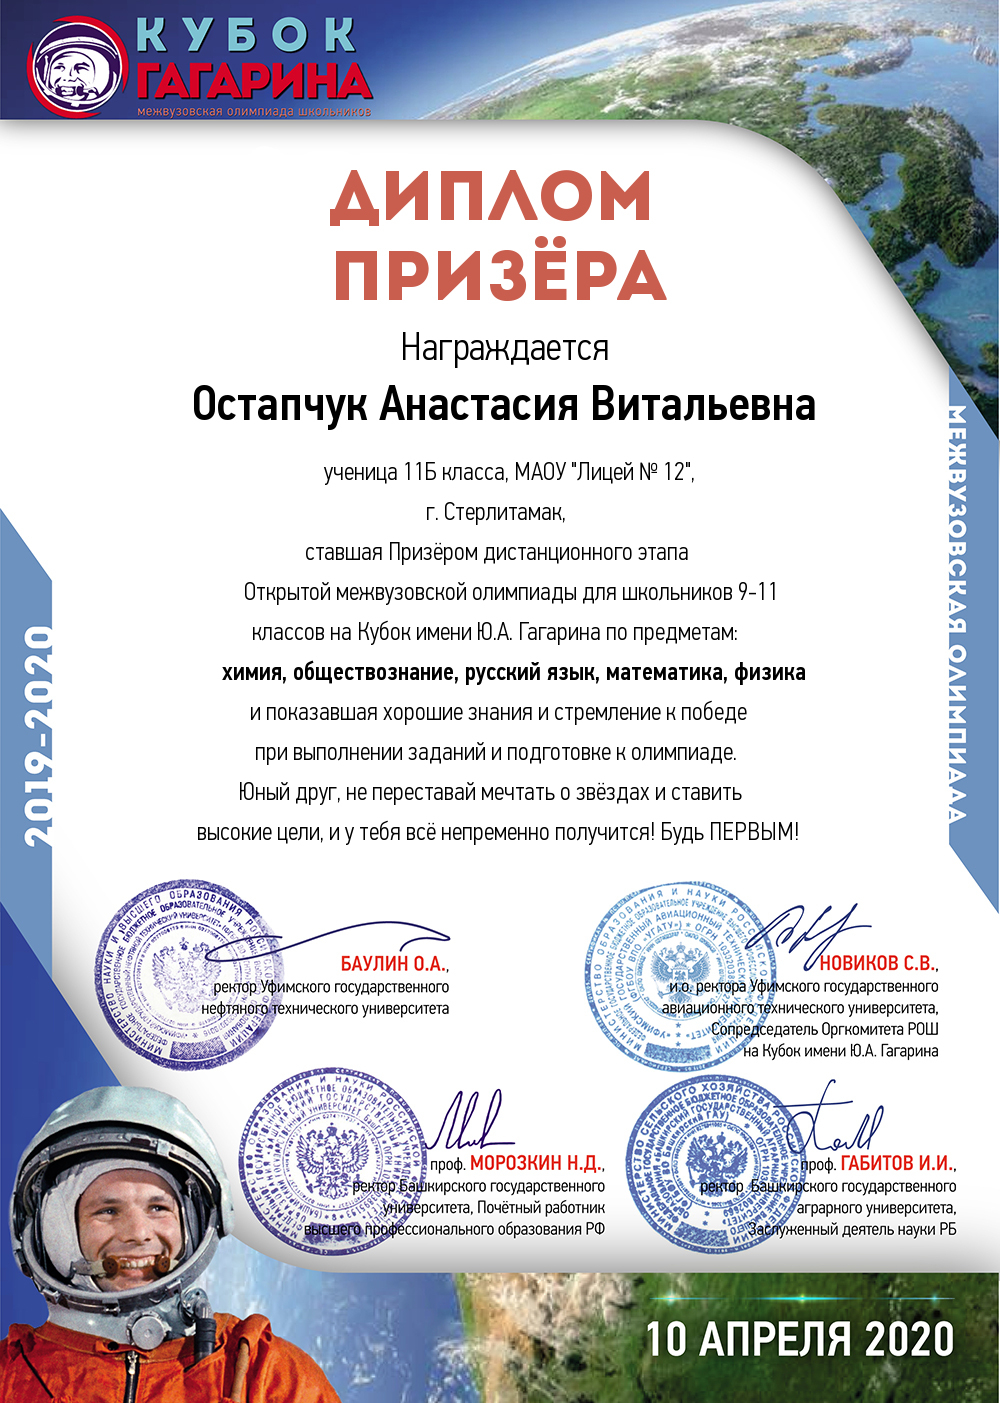 КУБОК
ГАГАРИНА
межвузовская олимпиада школьников
ДИПЛОМ
ПРИЗЁРА
Награждается
Остапчук Анастасия Витальевна
ученица 11Б класса, МАОУ "Лицей № 12",
г. Стерлитамак,
ставшая Призёром дистанционного этапа
Открытой межвузовской олимпиады для школьников 9-11
классов на Кубок имени Ю.А. Гагарина по предметам:
химия, обществознание, русский язык, математика, физика
и показавшая хорошие знания и стремление к победе
при выполнении заданий и подготовке к олимпиаде.
Юный друг, не переставай мечтать о звёздах и ставить
высокие цели, и у тебя всё непременно получится! Будь ПЕРВЫМ!
2019-2020
МЕЖВУЗОВСКАЯ ОЛИМПИАДА
БАУЛИН О.А.,
ректор Уфимского государственного
нефтяного технического университета
НОВИКОВ С.В.,
и.о. ректора Уфимского государственного
авиационного технического университета,
Сопредседатель Оргкомитета РОШ
на Кубок имени Ю.А. Гагарина
проф. МОРОЗКИН Н.Д.,
ректор Башкирского государственного
университета, Почётный работник
высшего профессионального образования РФ
проф. ГАБИТОВ И.И.,
ректор Башкирского государственного
аграрного университета,
Заслуженный деятель науки РБ
10 АПРЕЛЯ 2020